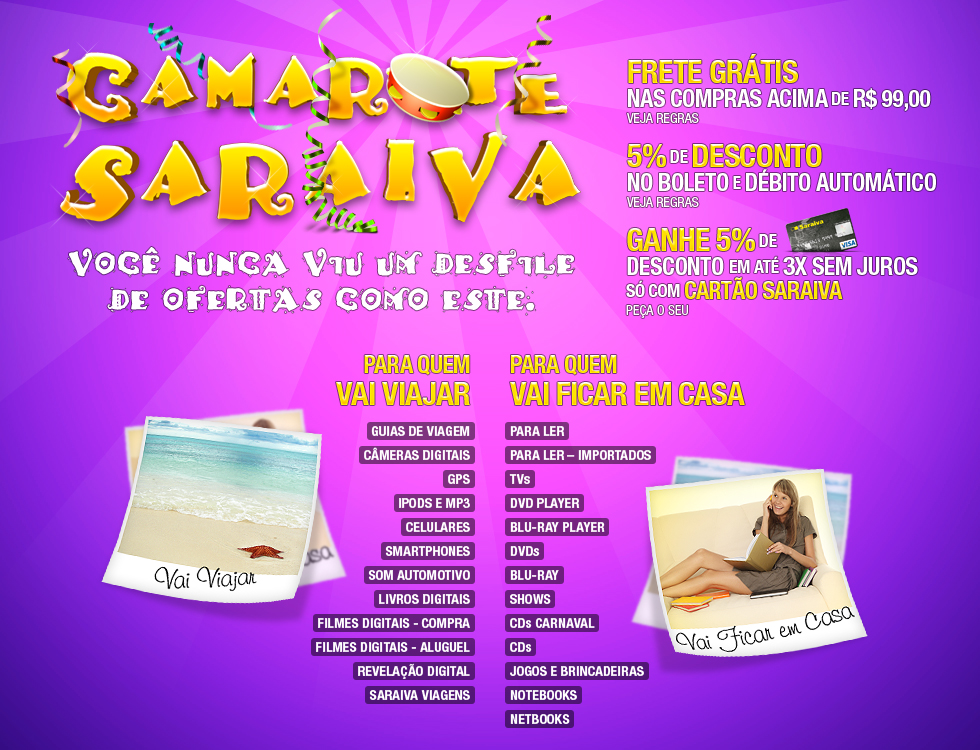 CAMAROTE
SARAIVA
VOCÊ NUNCA VIU UM DESFILE
DE OFERTAS COMO ESTE.
FRETE GRÁTIS
NAS COMPRAS ACIMA DE R$ 99,00
VEJA REGRAS
5% DE DESCONTO
NO BOLETO E DÉBITO AUTOMÁTICO
VEJA REGRAS
GANHE 5% DE
Saraiva
VISA
DESCONTO EM ATÉ 3X SEM JUROS
SÓ COM CARTÃO SARAIVA
PEÇA O SEU
PARA QUEM
VAI VIAJAR
GUIAS DE VIAGEM
CÂMERAS DIGITAIS
GPS
IPODS E MP3
CELULARES
SMARTPHONES
SOM AUTOMOTIVO
LIVROS DIGITAIS
FILMES DIGITAIS - COMPRA
FILMES DIGITAIS - ALUGUEL
REVELAÇÃO DIGITAL
SARAIVA VIAGENS
PARA QUEM
VAI FICAR EM CASA
PARA LER
PARA LER – IMPORTADOS
TVs
DVD PLAYER
BLU-RAY PLAYER
DVDs
BLU-RAY
SHOWS
CDs CARNAVAL
CDs
JOGOS E BRINCADEIRAS
NOTEBOOKS
NETBOOKS
Vai Viajar
Vai Ficar em Casa